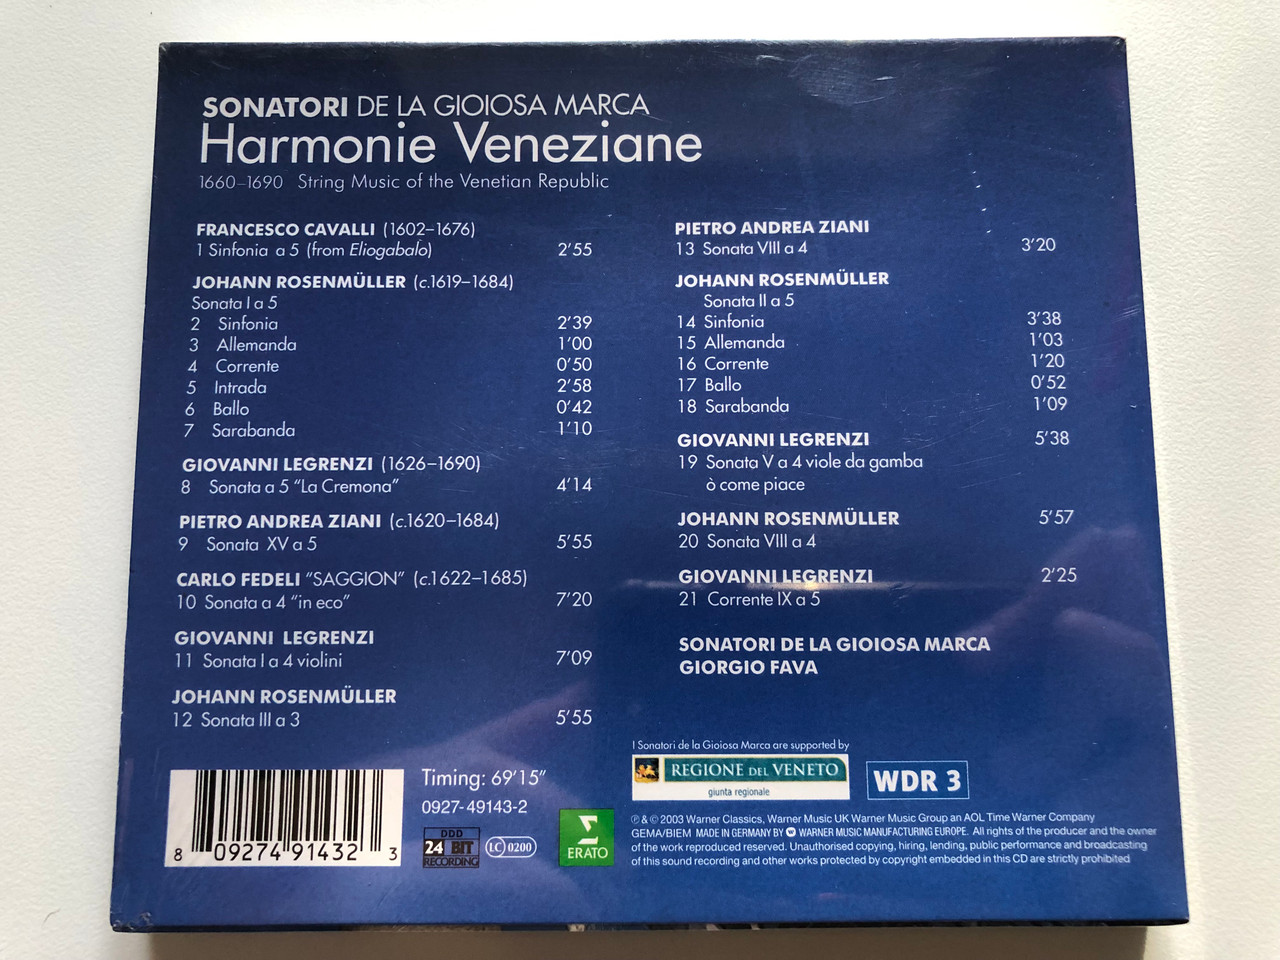 SONATORI DE LA GIOIOSA MARCA
Harmonie Veneziane
1660–1690 String Music of the Venetian Republic
FRANCESCO CAVALLI (1602–1676)
1 Sinfonia a 5 (from Eliogabalo) 2'55
JOHANN ROSENMÜLLER (c.1619–1684)
Sonata I a 5
2 Sinfonia 2'39
3 Allemanda 1'00
4 Corrente 0'50
5 Intrada 2'58
6 Ballo 0'42
7 Sarabanda 1'10
GIOVANNI LEGRENZI (1626–1690)
8 Sonata a 5 "La Cremona" 4'14
PIETRO ANDREA ZIANI (c.1620–1684)
9 Sonata XV a 5 5'55
CARLO FEDELI "SAGGION" (c.1622–1685)
10 Sonata a 4 "in eco" 7'20
GIOVANNI LEGRENZI
11 Sonata I a 4 violini 7'09
JOHANN ROSENMÜLLER
12 Sonata III a 3 5'55
PIETRO ANDREA ZIANI
13 Sonata VIII a 4 3'20
JOHANN ROSENMÜLLER
Sonata II a 5
14 Sinfonia 3'38
15 Allemanda 1'03
16 Corrente 1'20
17 Ballo 0'52
18 Sarabanda 1'09
GIOVANNI LEGRENZI 5'38
19 Sonata V a 4 viole da gamba
ò come piace
JOHANN ROSENMÜLLER 5'57
20 Sonata VIII a 4
GIOVANNI LEGRENZI 2'25
21 Corrente IX a 5
SONATORI DE LA GIOIOSA MARCA
GIORGIO FAVA
8 09274 91432 3
Timing: 69'15"
0927-49143-2
DDD
24 BIT
RECORDING
LC 0200
ERATO
I Sonatori de la Gioiosa Marca are supported by
REGIONE DEL VENETO
giunta regionale
WDR 3
℗ & © 2003 Warner Classics, Warner Music UK Warner Music Group an AOL Time Warner Company
GEMA/BIEM MADE IN GERMANY BY WARNER MUSIC MANUFACTURING EUROPE. All rights of the producer and the owner
of the work reproduced reserved. Unauthorised copying, hiring, lending, public performance and broadcasting
of this sound recording and other works protected by copyright embedded in this CD are strictly prohibited